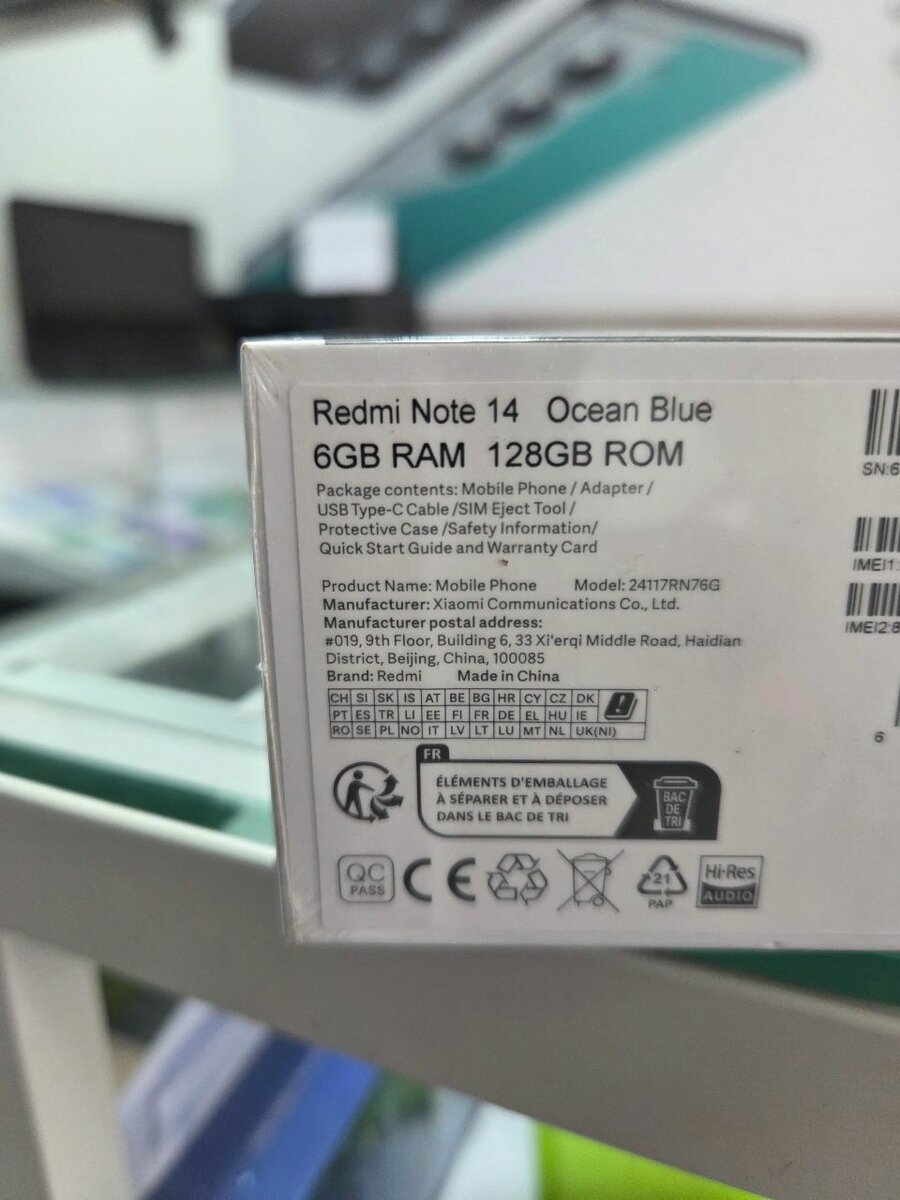 Redmi Note 14 Ocean Blue
6GB RAM 128GB ROM
Package contents: Mobile Phone / Adapter /
USB Type-C Cable /SIM Eject Tool /
Protective Case /Safety Information/
Quick Start Guide and Warranty Card
Product Name: Mobile Phone Model: 24117RN76G
Manufacturer: Xiaomi Communications Co., Ltd.
Manufacturer postal address:
#019, 9th Floor, Building 6, 33 Xi'erqi Middle Road, Haidian
District, Beijing, China, 100085
Brand: Redmi Made in China
CH SI SK IS AT BE BG HR CY CZ DK
PT ES TR LI EE FI FR DE EL HU IE
RO SE PL NO IT LV LT LU MT NL UK(NI)
FR
ÉLÉMENTS D'EMBALLAGE
À SÉPARER ET À DÉPOSER
DANS LE BAC DE TRI
BAC
DE
TRI
QC
PASS
CE
21
PAP
Hi-Res
AUDIO
SN:6
IMEI1:
IMEI2:8
6